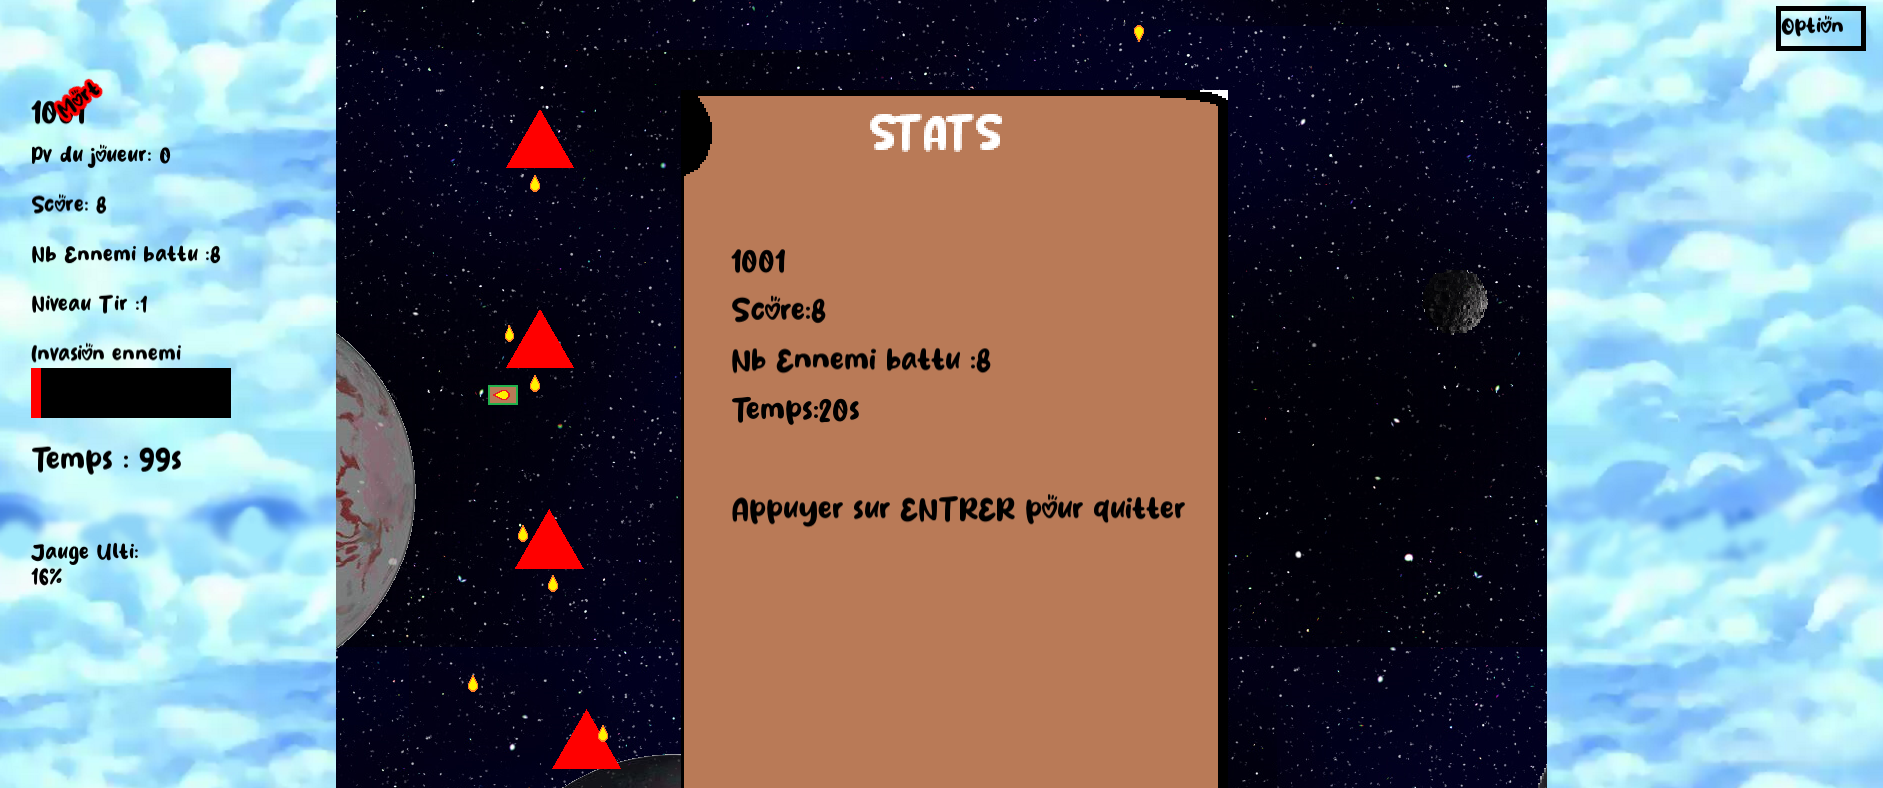 Option
1001
Mort
Pv du joueur: 0
Score: 8
Nb Ennemi battu :8
Niveau Tir :1
Invasion ennemi
Temps : 99s
Jauge Ulti:
16%
STATS
1001
Score:8
Nb Ennemi battu :8
Temps:20s
Appuyer sur ENTRER pour quitter